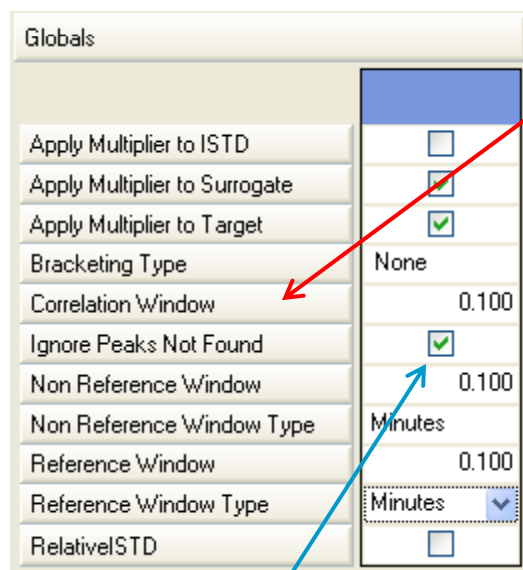 Globals
Apply Multiplier to ISTD
Apply Multiplier to Surrogate
Apply Multiplier to Target
Bracketing Type None
Correlation Window 0.100
Ignore Peaks Not Found
Non Reference Window 0.100
Non Reference Window Type Minutes
Reference Window 0.100
Reference Window Type Minutes
RelativeISTD